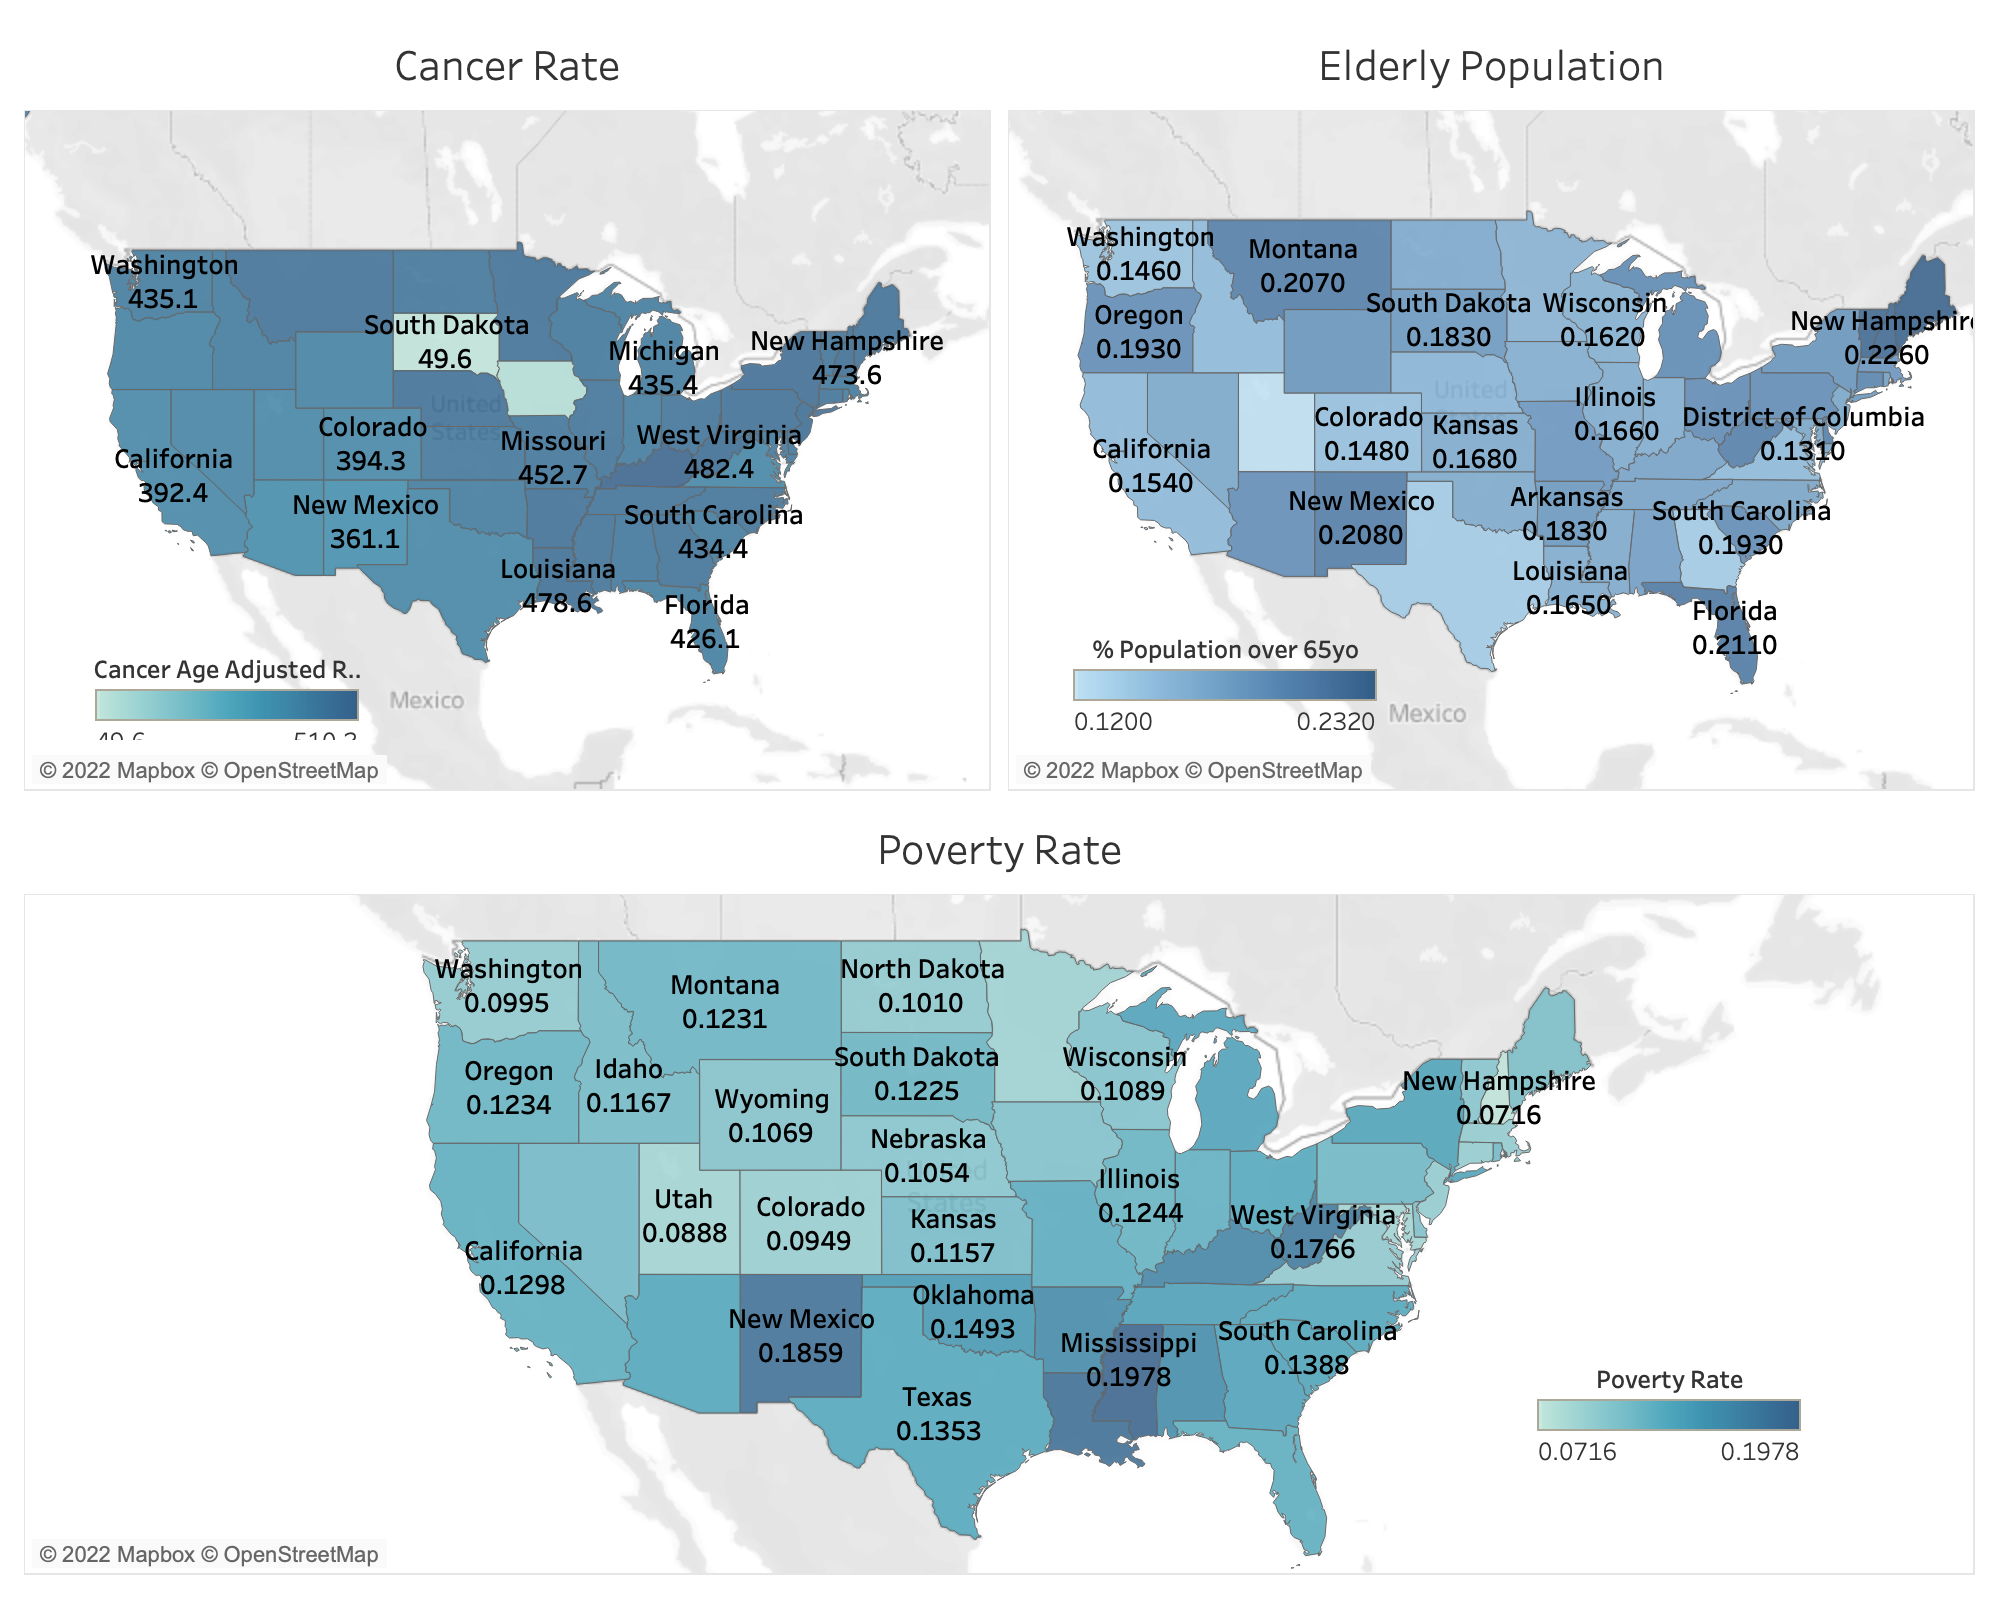 Cancer Rate
Washington
435.1
South Dakota
49.6
Michigan
435.4
New Hampshire
473.6
United
States
Colorado
394.3
Missouri
452.7
West Virginia
482.4
California
392.4
New Mexico
361.1
South Carolina
434.4
Louisiana
478.6
Florida
426.1
Cancer Age Adjusted R..
Mexico
© 2022 Mapbox © OpenStreetMap
Elderly Population
Washington
0.1460
Montana
0.2070
Oregon
0.1930
South Dakota
0.1830
Wisconsin
0.1620
New Hampshire
0.2260
United
Illinois
0.1660
Colorado
0.1480
Kansas
0.1680
District of Columbia
0.1310
California
0.1540
New Mexico
0.2080
Arkansas
0.1830
South Carolina
0.1930
Louisiana
0.1650
Florida
0.2110
% Population over 65yo
0.1200 0.2320
Mexico
© 2022 Mapbox © OpenStreetMap
Poverty Rate
Washington
0.0995
Montana
0.1231
North Dakota
0.1010
Oregon
0.1234
Idaho
0.1167
Wyoming
0.1069
South Dakota
0.1225
Wisconsin
0.1089
New Hampshire
0.0716
Nebraska
0.1054
States
Utah
0.0888
Colorado
0.0949
Kansas
0.1157
Illinois
0.1244
West Virginia
0.1766
California
0.1298
New Mexico
0.1859
Oklahoma
0.1493
Mississippi
0.1978
South Carolina
0.1388
Texas
0.1353
Poverty Rate
0.0716 0.1978
© 2022 Mapbox © OpenStreetMap